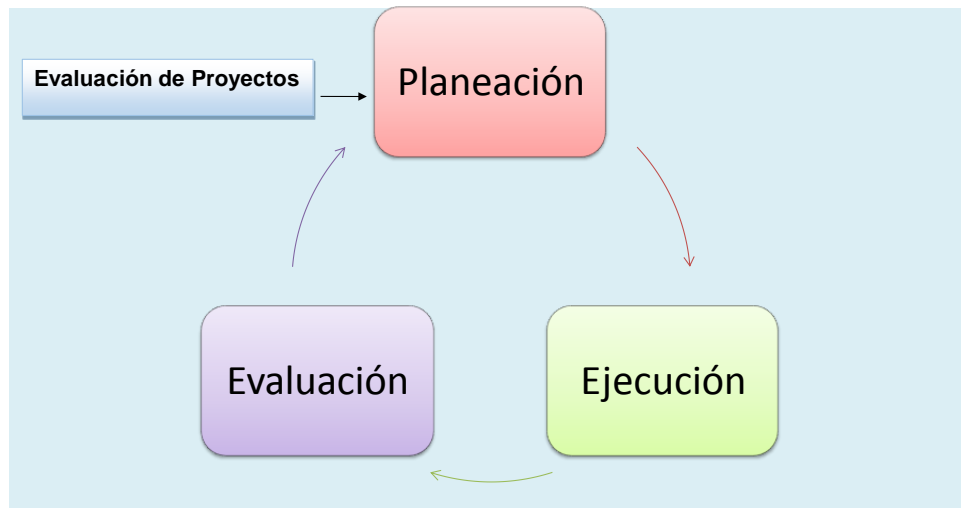 Evaluación de Proyectos
Planeación
Evaluación
Ejecución